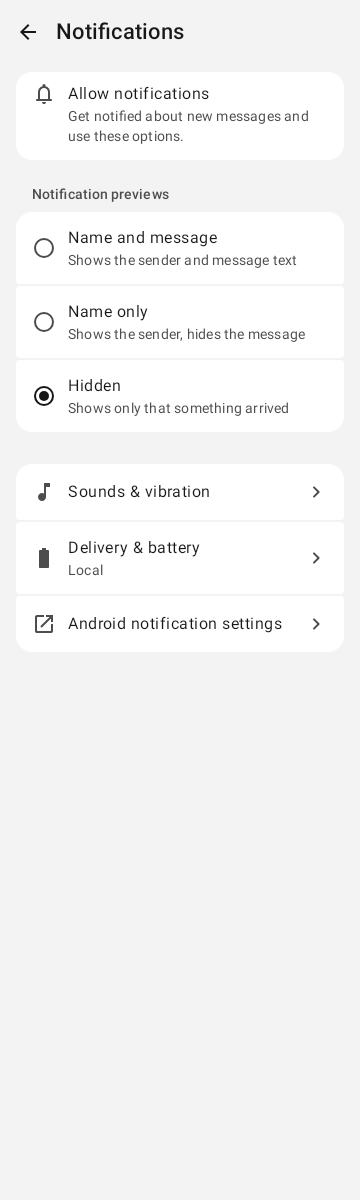 Notifications
Allow notifications
Get notified about new messages and
use these options.
Notification previews
Name and message
Shows the sender and message text
Name only
Shows the sender, hides the message
Hidden
Shows only that something arrived
Sounds & vibration
Delivery & battery
Local
Android notification settings